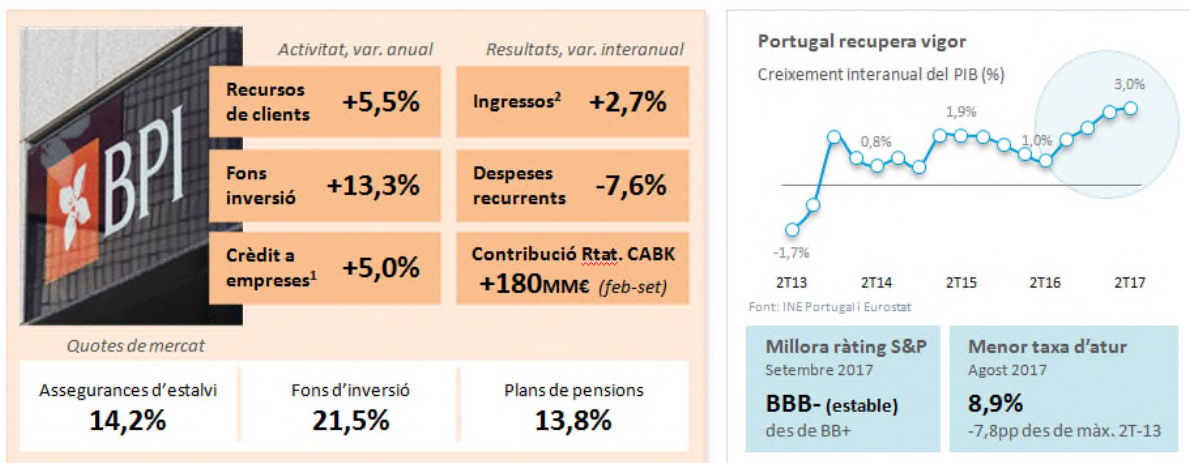 BPI
Activitat, var. anual
Recursos
de clients
+5,5%
Fons
inversió
+13,3%
Crèdit a
empreses¹
+5,0%
Resultats, var. interanual
Ingressos²
+2,7%
Despeses
recurrents
-7,6%
Contribució Rtat. CABK
+180MM€ (feb-set)
Quotes de mercat
Assegurances d'estalvi
14,2%
Fons d'inversió
21,5%
Plans de pensions
13,8%
Portugal recupera vigor
Creixement interanual del PIB (%)
-1,7%
0,8%
1,9%
1,0%
3,0%
2T13
2T14
2T15
2T16
2T17
Font: INE Portugal i Eurostat
Millora ràting S&P
Setembre 2017
BBB- (estable)
des de BB+
Menor taxa d'atur
Agost 2017
8,9%
-7,8pp des de màx. 2T-13